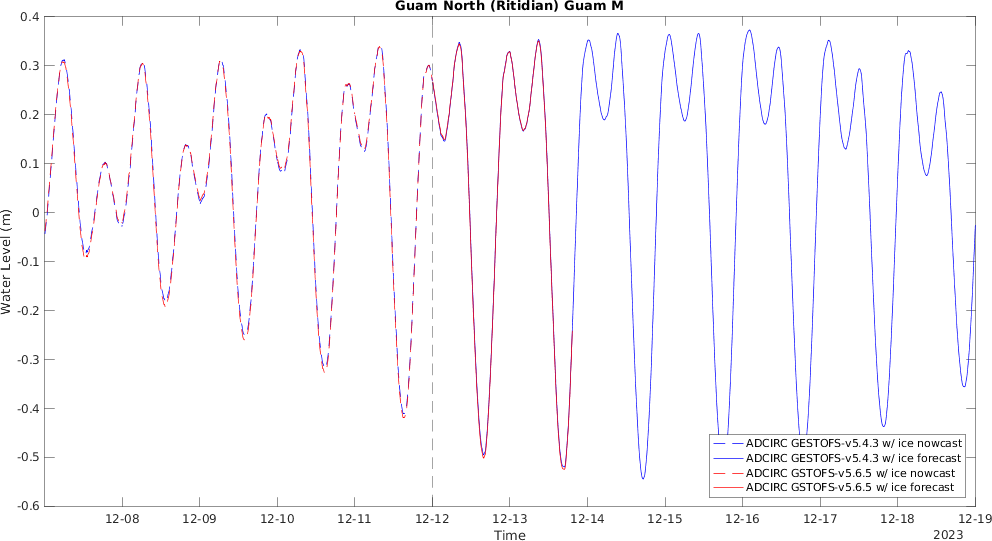 Guam North (Ritidian) Guam M
0.4
0.3
0.2
0.1
0
-0.1
-0.2
-0.3
-0.4
-0.5
-0.6
Water Level (m)
ADCIRC GESTOFS-v5.4.3 w/ ice nowcast
ADCIRC GESTOFS-v5.4.3 w/ ice forecast
ADCIRC GSTOFS-v5.6.5 w/ ice nowcast
ADCIRC GSTOFS-v5.6.5 w/ ice forecast
12-08 12-09 12-10 12-11 12-12 12-13 12-14 12-15 12-16 12-17 12-18 12-19
Time
2023